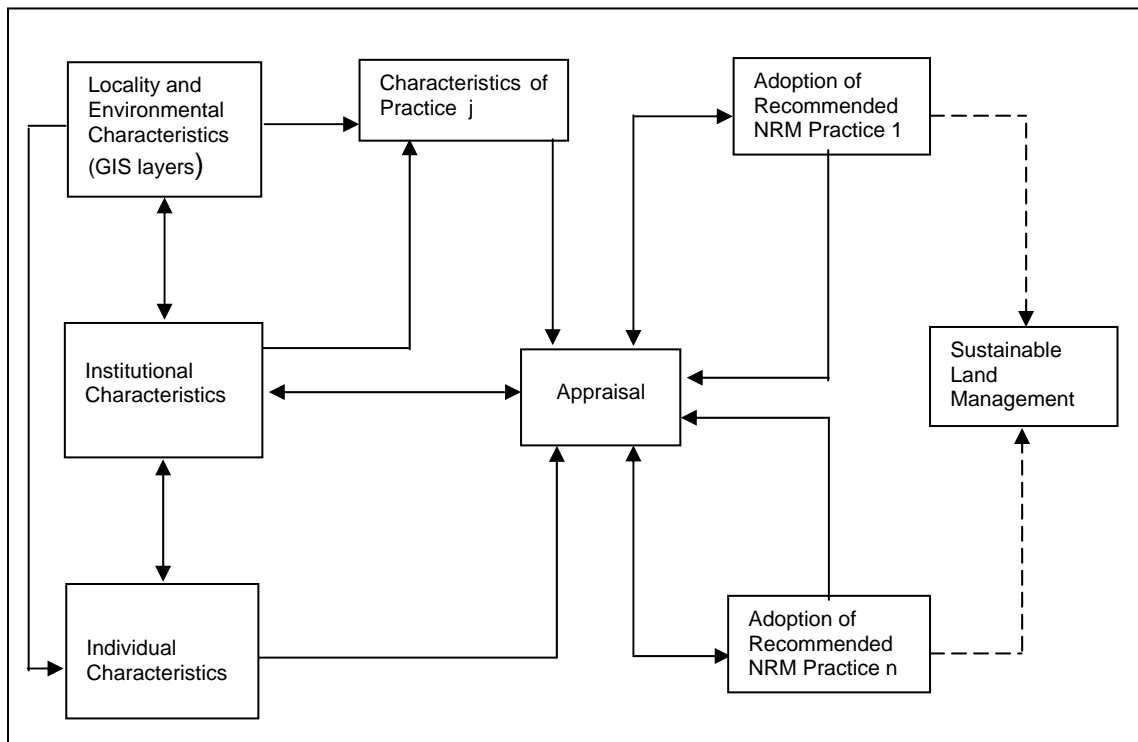 Locality and
Environmental
Characteristics
(GIS layers)
Characteristics of
Practice j
Adoption of
Recommended
NRM Practice 1
Institutional
Characteristics
Appraisal
Sustainable
Land
Management
Individual
Characteristics
Adoption of
Recommended
NRM Practice n